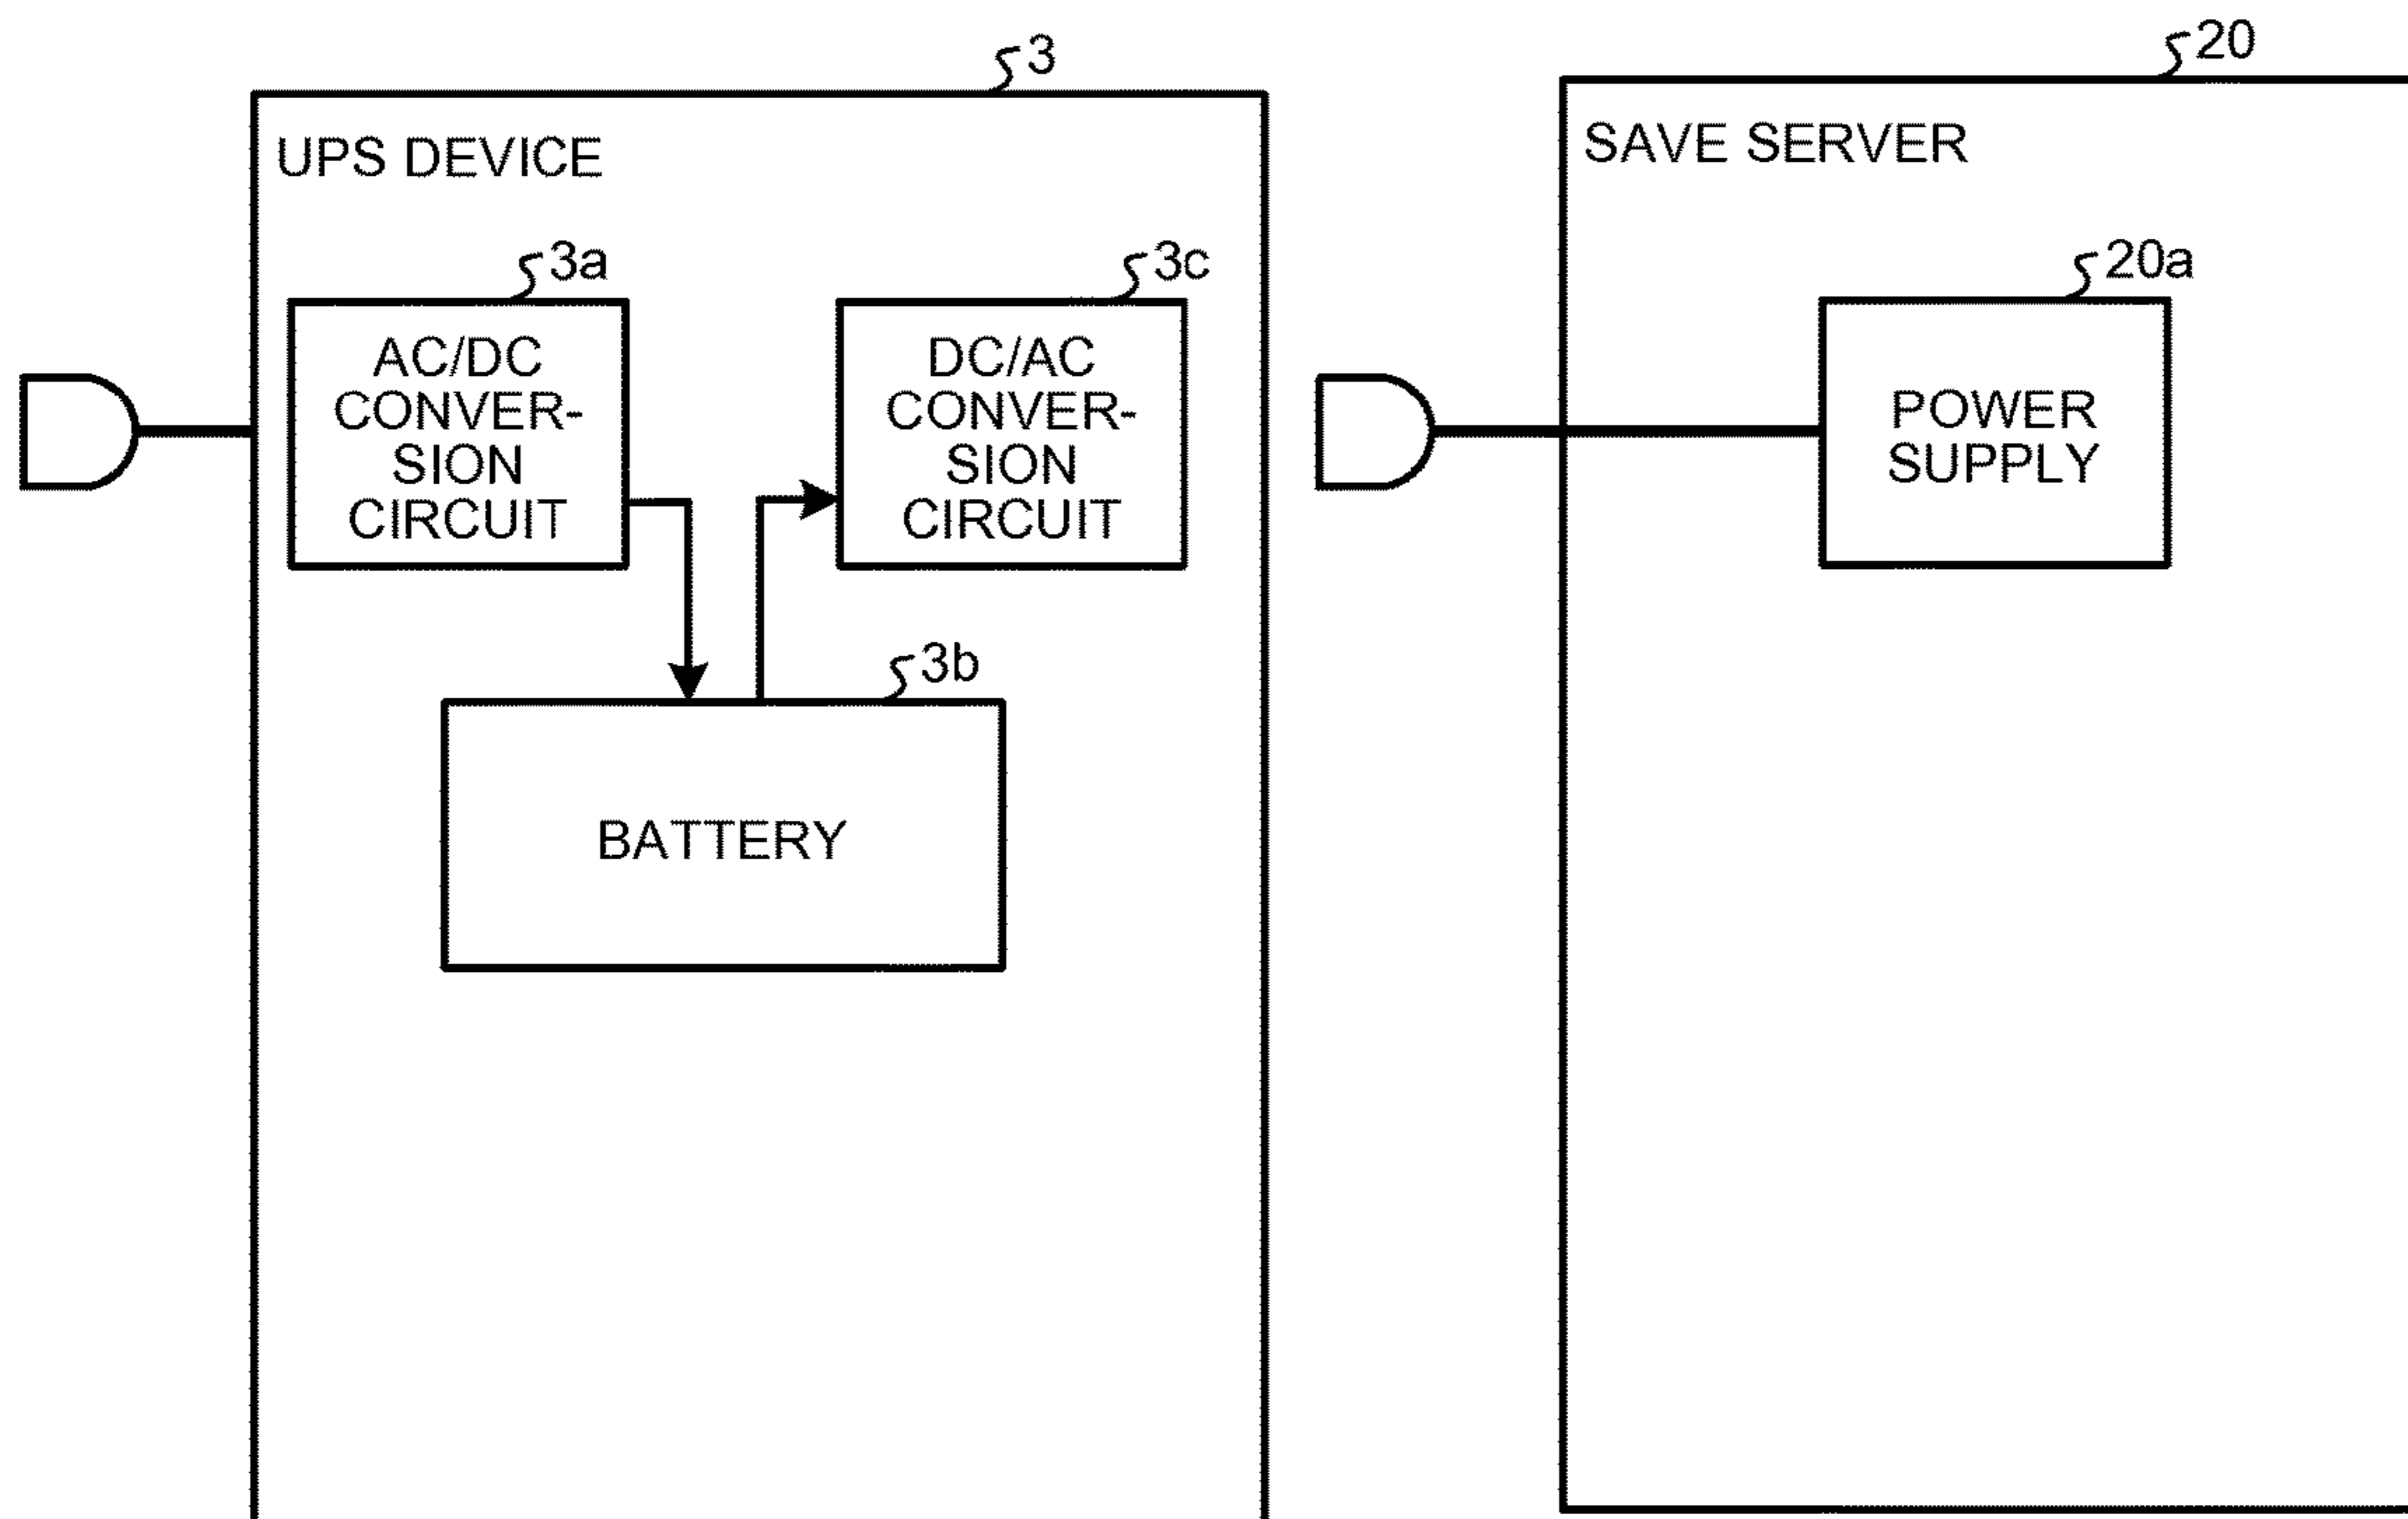 3
20
UPS DEVICE
SAVE SERVER
3a
3c
20a
AC/DC
CONVER-
SION
CIRCUIT
DC/AC
CONVER-
SION
CIRCUIT
POWER
SUPPLY
3b
BATTERY